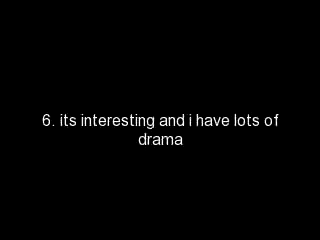 6. its interesting and i have lots of
drama